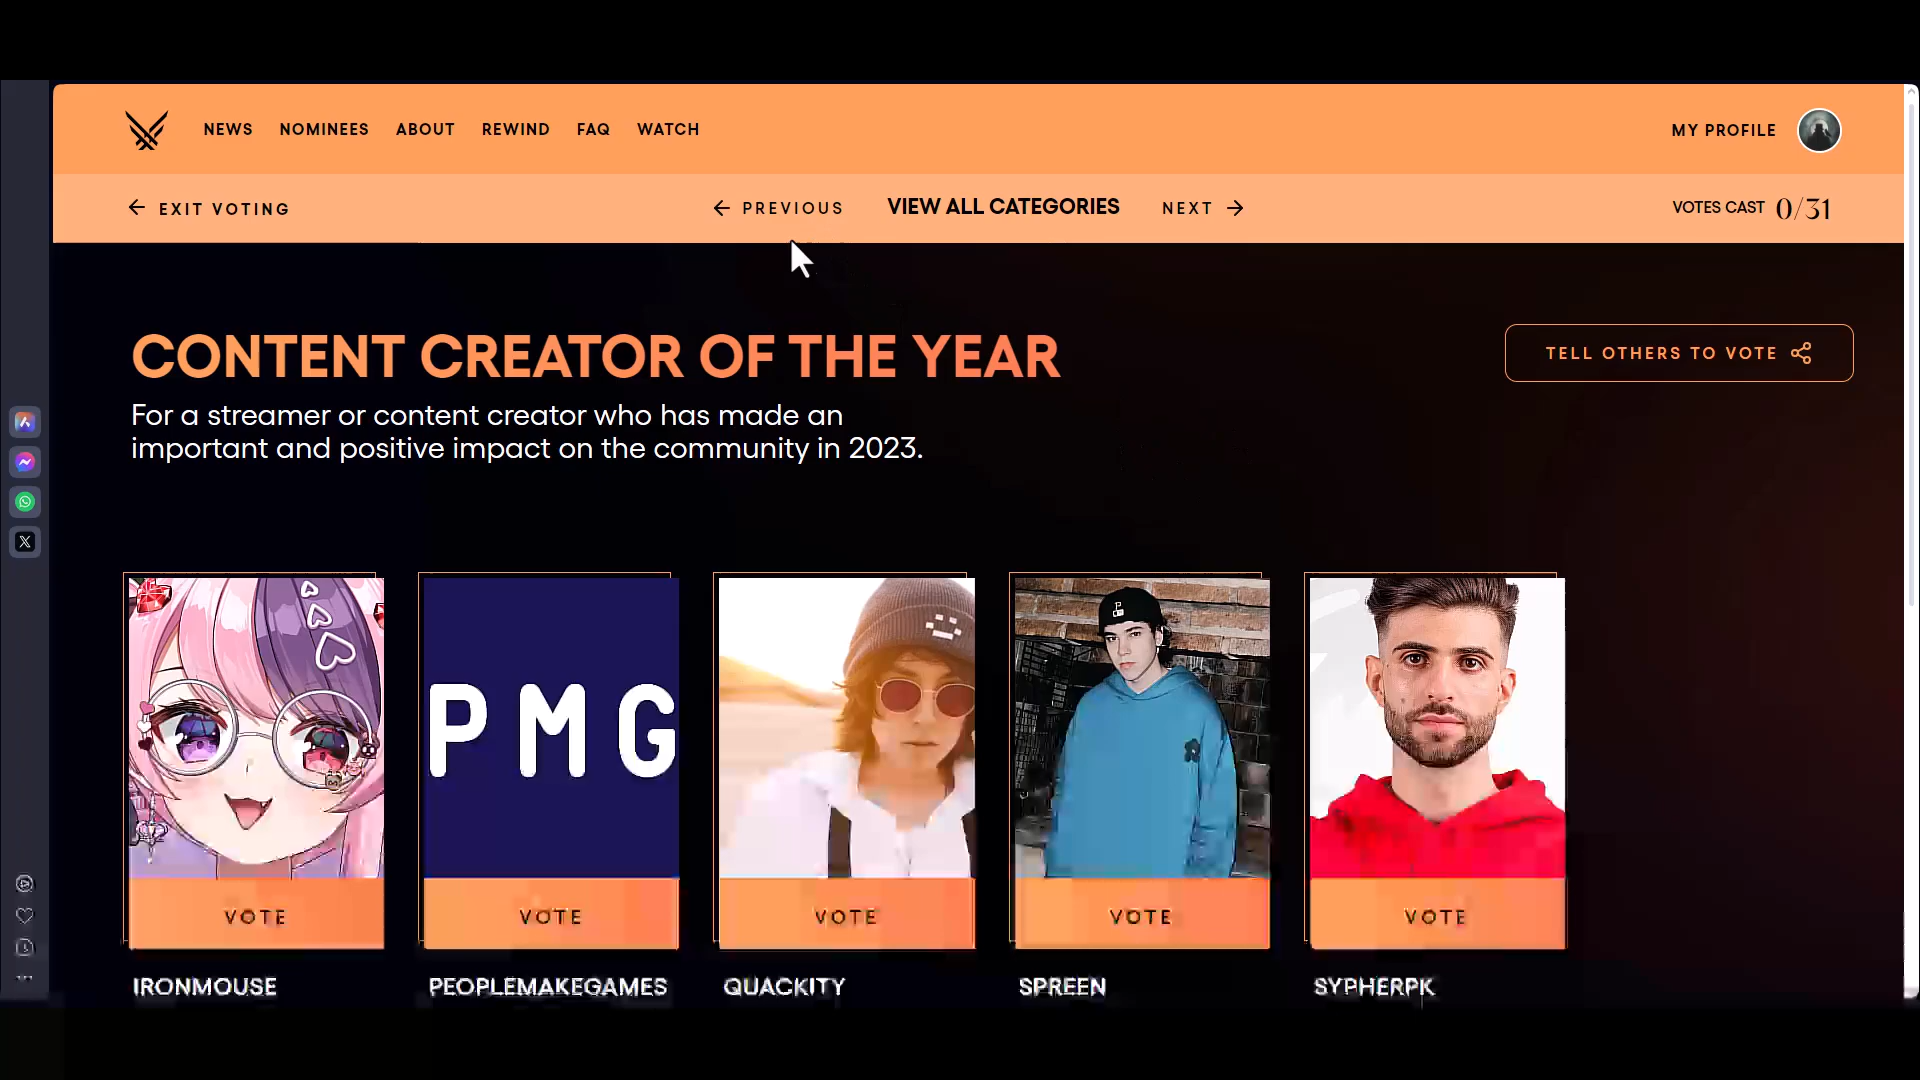 NEWS NOMINEES ABOUT REWIND FAQ WATCH MY PROFILE
EXIT VOTING PREVIOUS VIEW ALL CATEGORIES NEXT VOTES CAST 0/31
CONTENT CREATOR OF THE YEAR
TELL OTHERS TO VOTE
For a streamer or content creator who has made an
important and positive impact on the community in 2023.
PMG
VOTE VOTE VOTE VOTE VOTE
IRONMOUSE PEOPLEMAKEGAMES QUACKITY SPREEN SYPHERPK